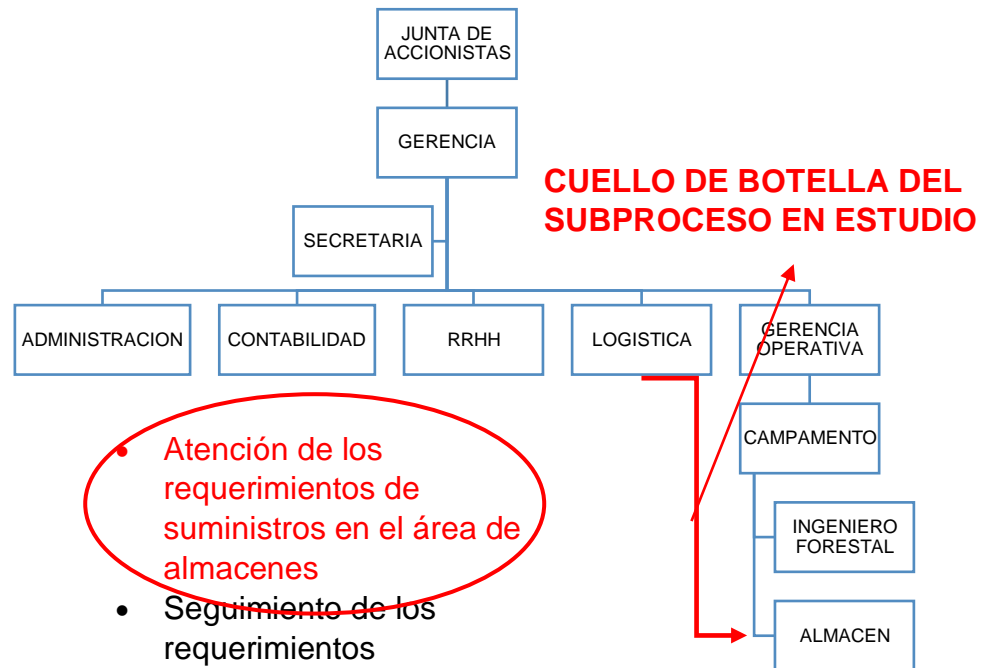 JUNTA DE
ACCIONISTAS
GERENCIA
CUELLO DE BOTELLA DEL
SUBPROCESO EN ESTUDIO
SECRETARIA
ADMINISTRACION
CONTABILIDAD
RRHH
LOGISTICA
GERENCIA
OPERATIVA
CAMPAMENTO
• Atención de los
requerimientos de
suministros en el área de
almacenes
• Seguimiento de los
requerimientos
INGENIERO
FORESTAL
ALMACEN